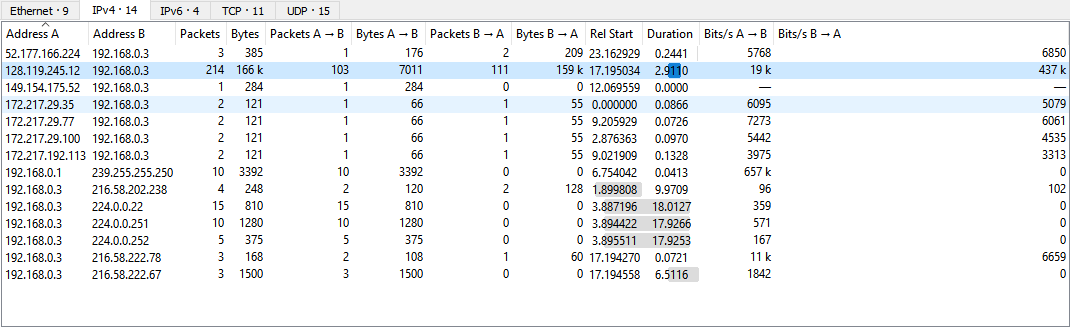 Ethernet · 9 IPv4 · 14 IPv6 · 4 TCP · 11 UDP · 15
Address A Address B Packets Bytes Packets A → B Bytes A → B Packets B → A Bytes B → A Rel Start Duration Bits/s A → B Bits/s B → A
52.177.166.224 192.168.0.3 3 385 1 176 2 209 23.162929 0.2441 5768 6850
128.119.245.12 192.168.0.3 214 166 k 103 7011 111 159 k 17.195034 2.9110 19 k 437 k
149.154.175.52 192.168.0.3 1 284 1 284 0 0 12.069559 0.0000 — —
172.217.29.35 192.168.0.3 2 121 1 66 1 55 0.000000 0.0866 6095 5079
172.217.29.77 192.168.0.3 2 121 1 66 1 55 9.205929 0.0726 7273 6061
172.217.29.100 192.168.0.3 2 121 1 66 1 55 2.876363 0.0970 5442 4535
172.217.192.113 192.168.0.3 2 121 1 66 1 55 9.021909 0.1328 3975 3313
192.168.0.1 239.255.255.250 10 3392 10 3392 0 0 6.754042 0.0413 657 k 0
192.168.0.3 216.58.202.238 4 248 2 120 2 128 1.899808 9.9709 96 102
192.168.0.3 224.0.0.22 15 810 15 810 0 0 3.887196 18.0127 359 0
192.168.0.3 224.0.0.251 10 1280 10 1280 0 0 3.894422 17.9266 571 0
192.168.0.3 224.0.0.252 5 375 5 375 0 0 3.895511 17.9253 167 0
192.168.0.3 216.58.222.78 3 168 2 108 1 60 17.194270 0.0721 11 k 6659
192.168.0.3 216.58.222.67 3 1500 3 1500 0 0 17.194558 6.5116 1842 0